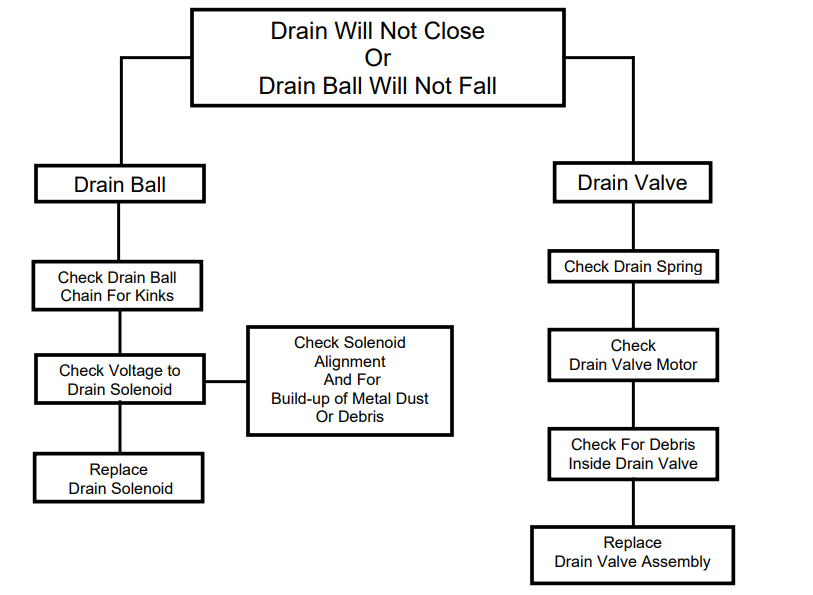 Drain Will Not Close
Or
Drain Ball Will Not Fall
Drain Ball
Check Drain Ball
Chain For Kinks
Check Voltage to
Drain Solenoid
Check Solenoid
Alignment
And For
Build-up of Metal Dust
Or Debris
Replace
Drain Solenoid
Drain Valve
Check Drain Spring
Check
Drain Valve Motor
Check For Debris
Inside Drain Valve
Replace
Drain Valve Assembly